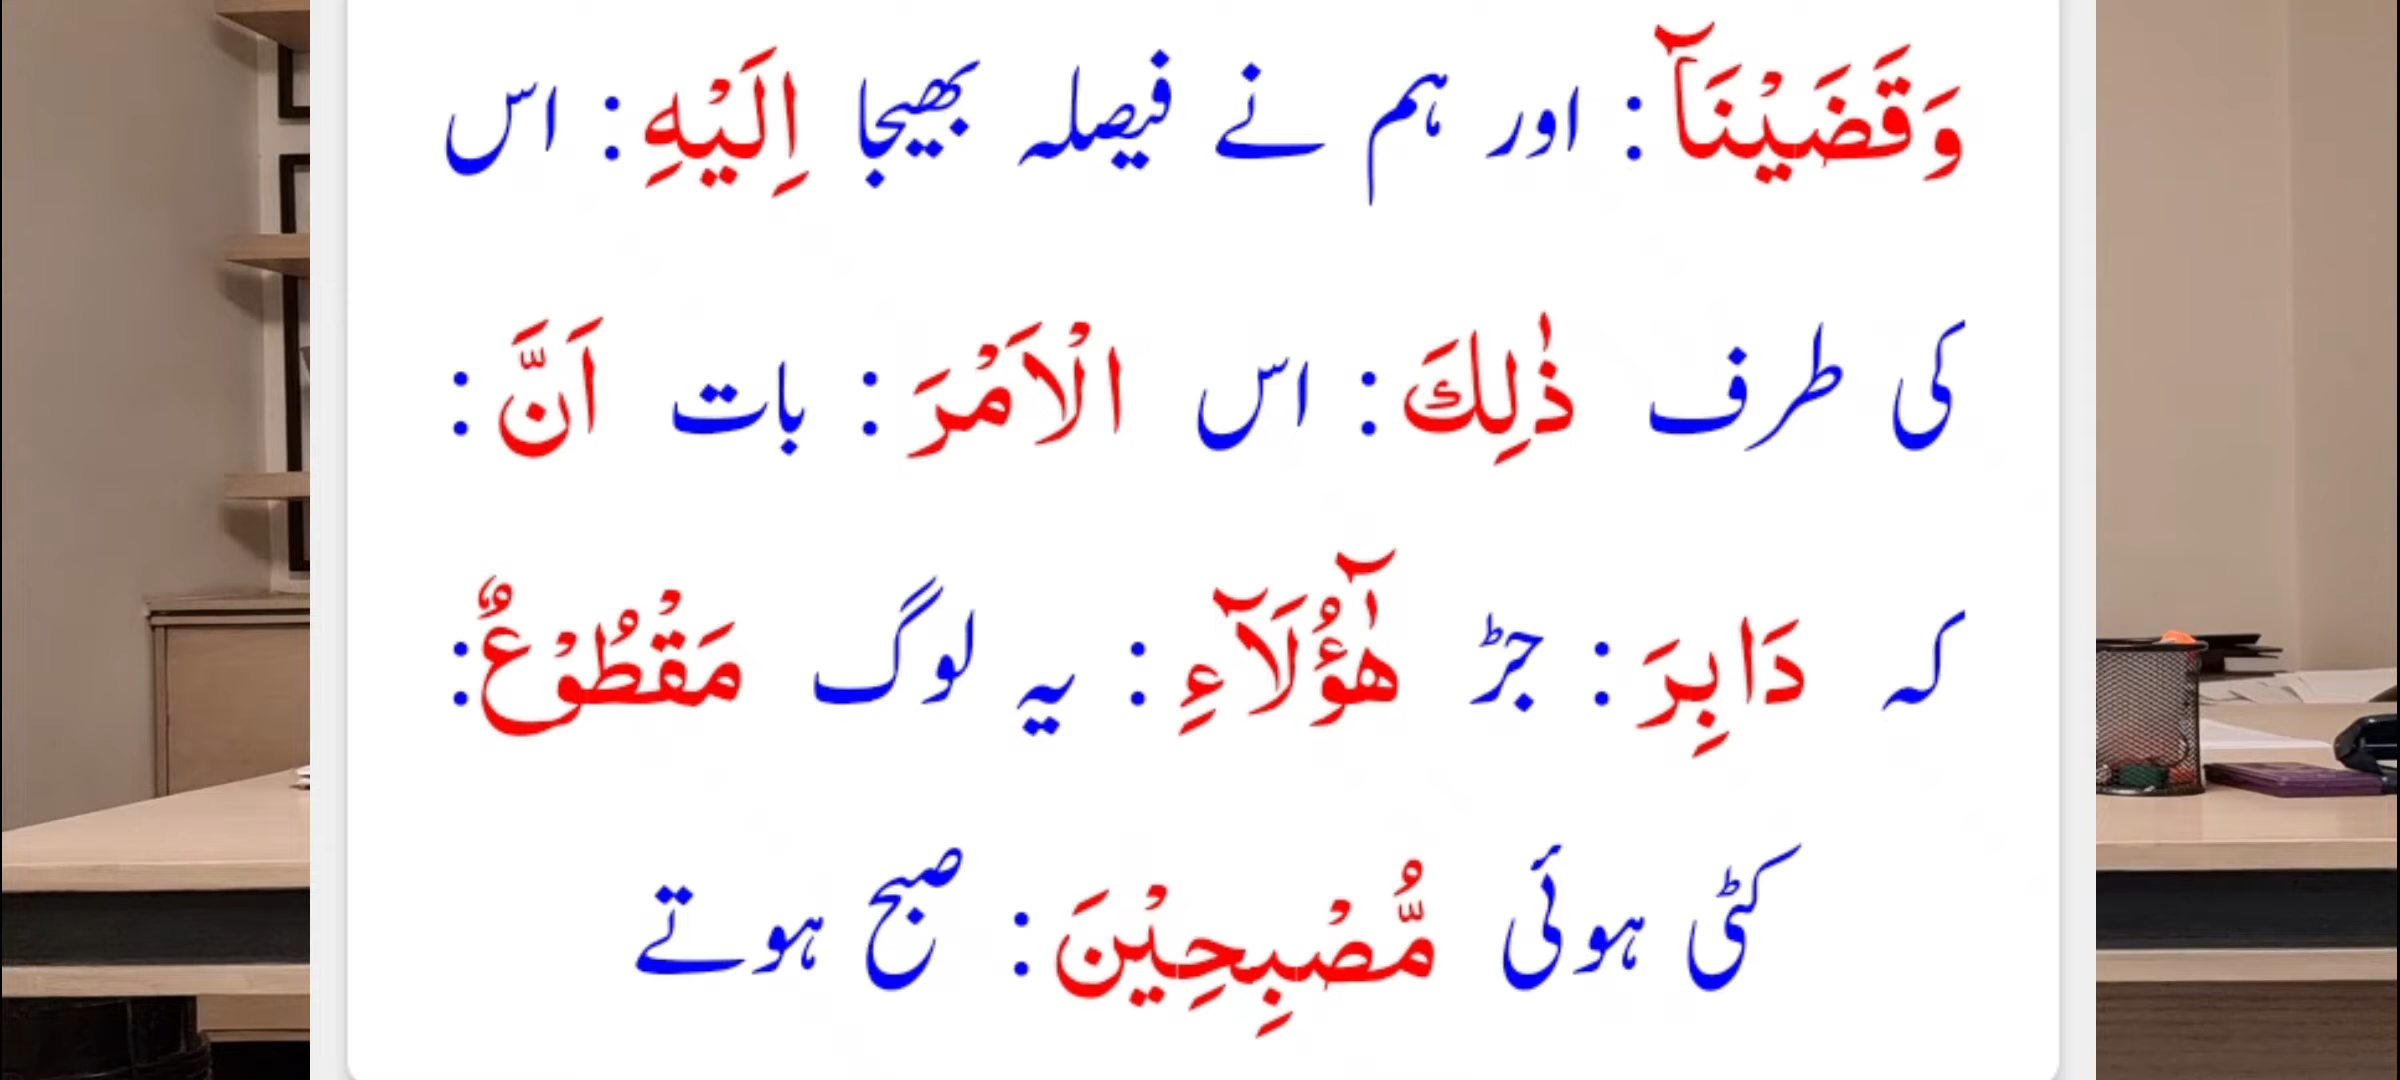 وَقَضَيْنَآ : اور ہم نے فیصلہ بھیجا اِلَيْهِ : اس
کی طرف ذٰلِكَ : اس الْاَمْرَ : بات اَنَّ :
کہ دَابِرَ : جڑ هٰٓؤُلَآءِ : یہ لوگ مَقْطُوْعٌ :
کٹی ہوئی مُّصْبِحِيْنَ : صبح ہوتے